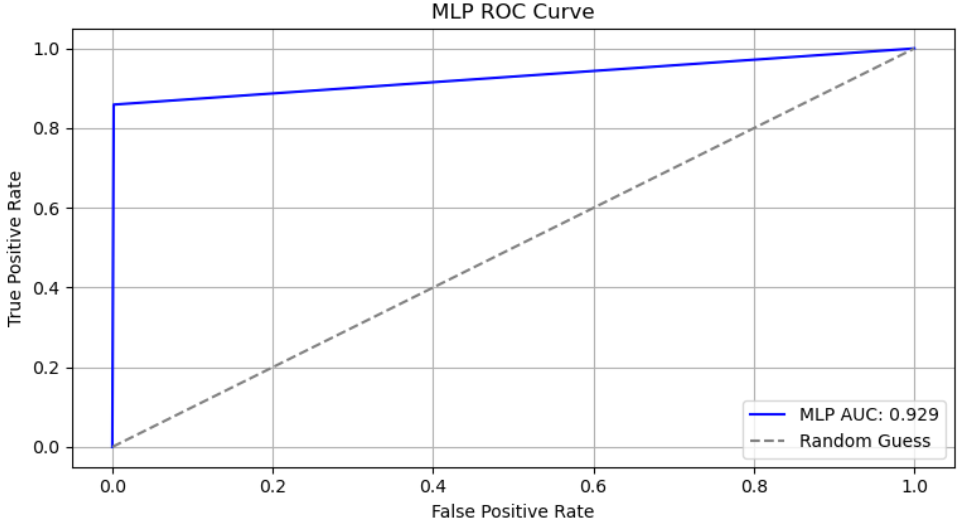 MLP ROC Curve
True Positive Rate
1.0
0.8
0.6
0.4
0.2
0.0
MLP AUC: 0.929
Random Guess
0.0 0.2 0.4 0.6 0.8 1.0
False Positive Rate